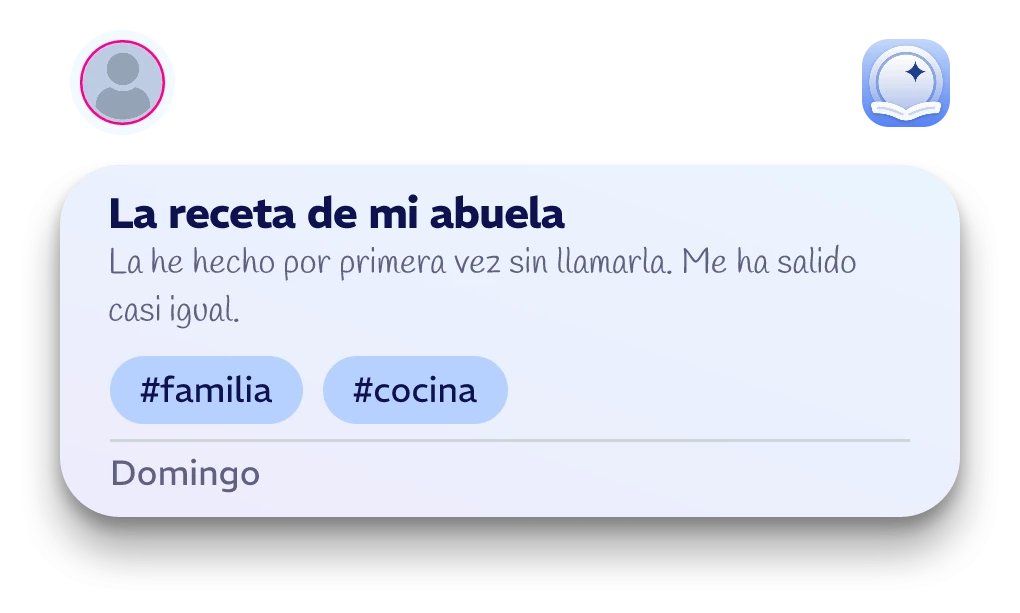 La receta de mi abuela
La he hecho por primera vez sin llamarla. Me ha salido
casi igual.
#familia #cocina
Domingo